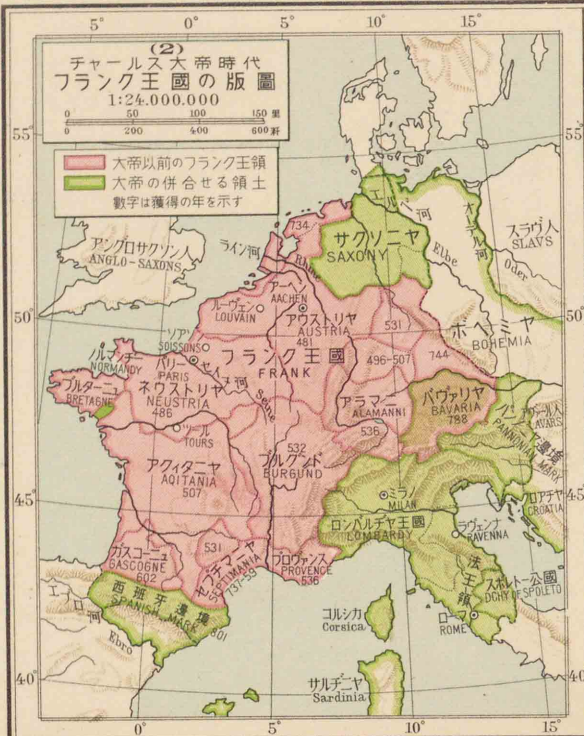 5° 0° 5° 10° 15°
(2)
チャールス大帝時代
フランク王國の版圖
1:24.000.000
0 50 100 150 里
0 200 400 600 粁
大帝以前のフランク王領
大帝の併合せる領土
數字は獲得の年を示す
55°
55°
エルベ河
Elbe
オーデル河
Oder
スラヴ人
SLAVS
734
サクソニヤ
SAXONY
アングロサクソン人
ANGLO-SAXONS
ライン河
Rhine
50°
50°
アーヘン
AACHEN
ルーヴェン
LOUVAIN
アウストリヤ
AUSTRIA
481
531
ボヘミヤ
BOHEMIA
ソアソン
SOISSONS
ノルマンヂー
NORMANDY
パリー
PARIS
セイヌ河
Seine
フランク王國
FRANK
496-507
744
ブルターニュ
BRETAGNE
ネウストリヤ
NEUSTRIA
486
アラマニ
ALAMANNI
536
バヴァリヤ
BAVARIA
788
アヴール人
AVARS
パンノニヤ邊境
PANNONIAN MARK
ツール
TOURS
532
ブルグンド
BURGUND
アクィタニヤ
AQITANIA
507
45°
45°
ミラノ
MILAN
クロアチヤ
CROATIA
ロンバルヂヤ王國
LOMBARDY
ラヴェンナ
RAVENNA
ガスコーニュ
GASCOGNE
602
531
セプチマーニヤ
SEPTIMANIA
737-59
プロヴァンス
PROVENCE
536
法王領
スポレトー公國
DCHY OF SPOLETO
西班牙邊境
SPANISH MARK
801
エブロ河
Ebro
コルシカ
Corsica
ローマ
ROME
40°
40°
サルヂニヤ
Sardinia
0° 5° 10° 15°